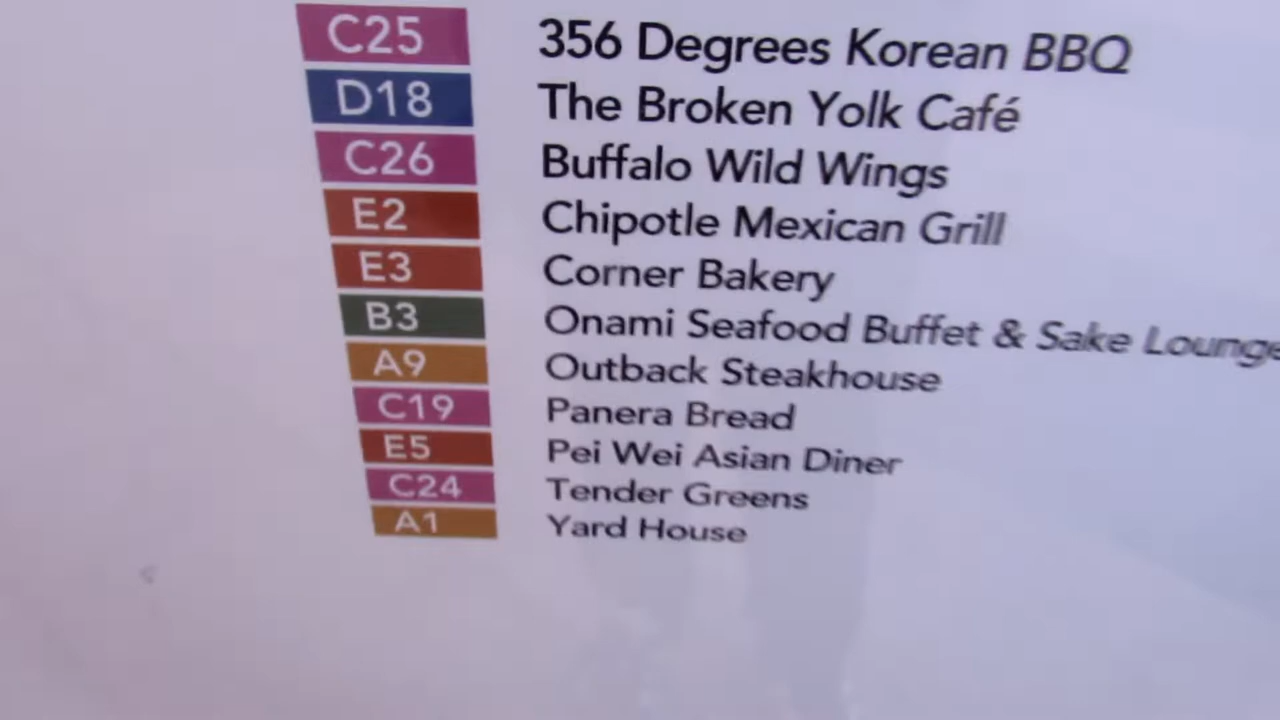 C25 356 Degrees Korean BBQ
D18 The Broken Yolk Café
C26 Buffalo Wild Wings
E2 Chipotle Mexican Grill
E3 Corner Bakery
B3 Onami Seafood Buffet & Sake Lounge
A9 Outback Steakhouse
C19 Panera Bread
E5 Pei Wei Asian Diner
C24 Tender Greens
A1 Yard House